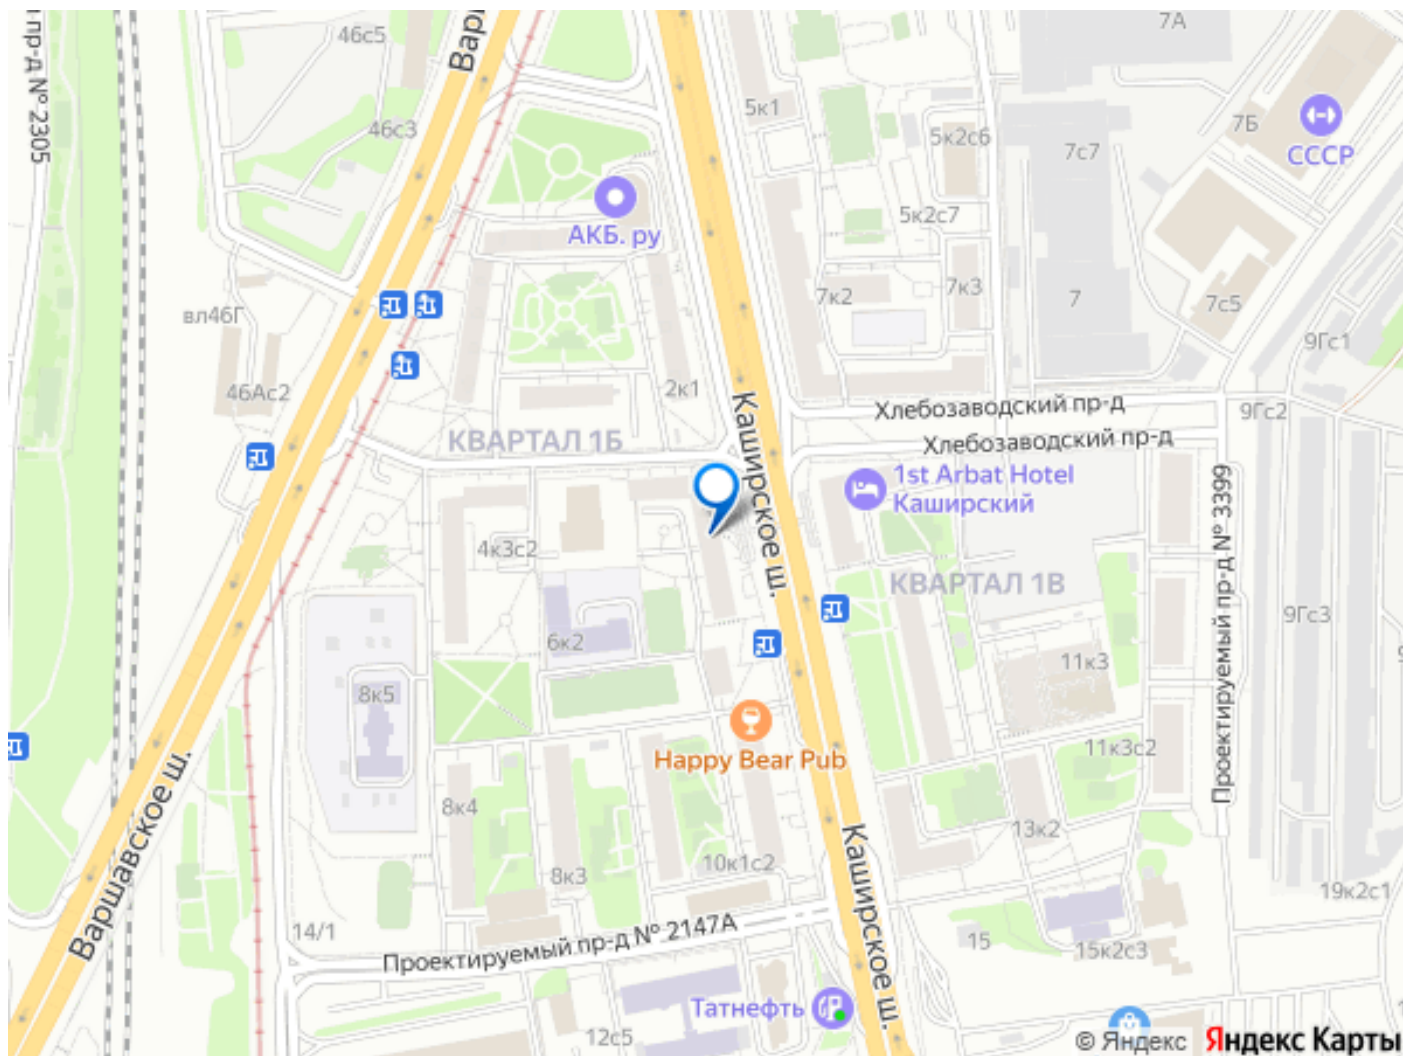 46с5
Вар
7А
пр-д № 2305
46с3
5к1
5к2с6
7Б
7с7
СССР
АКБ. ру
5к2с7
вл46Г
7к2
7к3
7
7с5
9Гс1
46Ас2
2к1
Каширское ш.
Хлебозаводский пр-д
9Гс2
КВАРТАЛ 1Б
Хлебозаводский пр-д
1st Arbat Hotel
Каширский
4к3с2
КВАРТАЛ 1В
Проектируемый пр-д № 3399
9Гс3
6к2
11к3
8к5
Happy Bear Pub
11к3с2
Варшавское ш.
8к4
13к2
Каширское ш.
10к1с2
8к3
19к2с1
14/1
Проектируемый пр-д № 2147А
15
15к2с3
Татнефть
12с5
© Яндекс Яндекс Карты